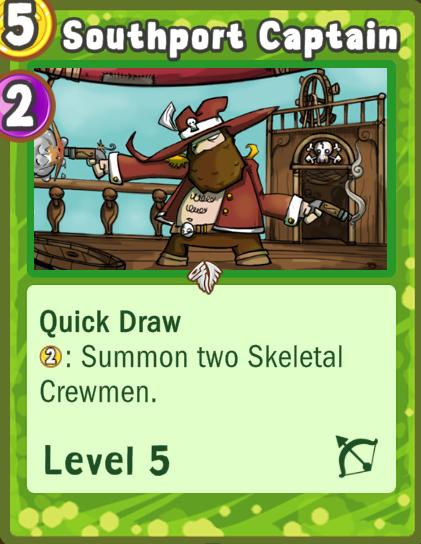 5
Southport Captain
2
Quick Draw
2: Summon two Skeletal
Crewmen.
Level 5